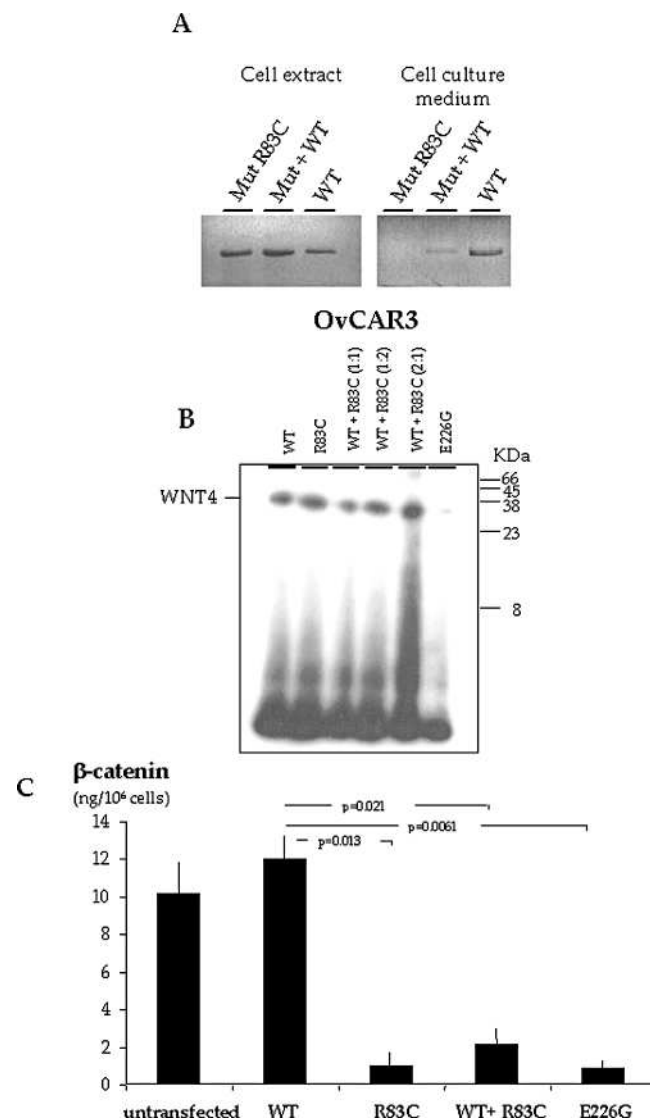 A
Cell extract
Cell culture
medium
Mut R83C
Mut + WT
WT
Mut R83C
Mut + WT
WT
OvCAR3
B
WT
R83C
WT + R83C (1:1)
WT + R83C (1:2)
WT + R83C (2:1)
E226G
KDa
WNT4
66
45
38
23
8
C
β-catenin
(ng/10⁶ cells)
p=0.021
p=0.0061
p=0.013
14
12
10
8
6
4
2
0
untransfected WT R83C WT+ R83C E226G